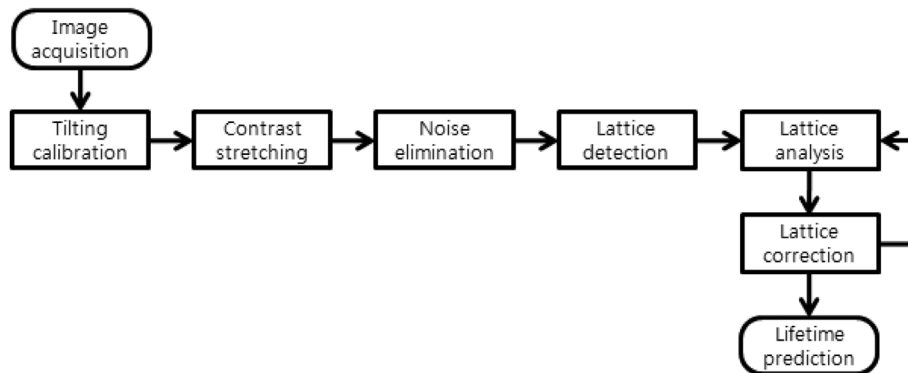 Image
acquisition
Tilting
calibration
Contrast
stretching
Noise
elimination
Lattice
detection
Lattice
analysis
Lattice
correction
Lifetime
prediction